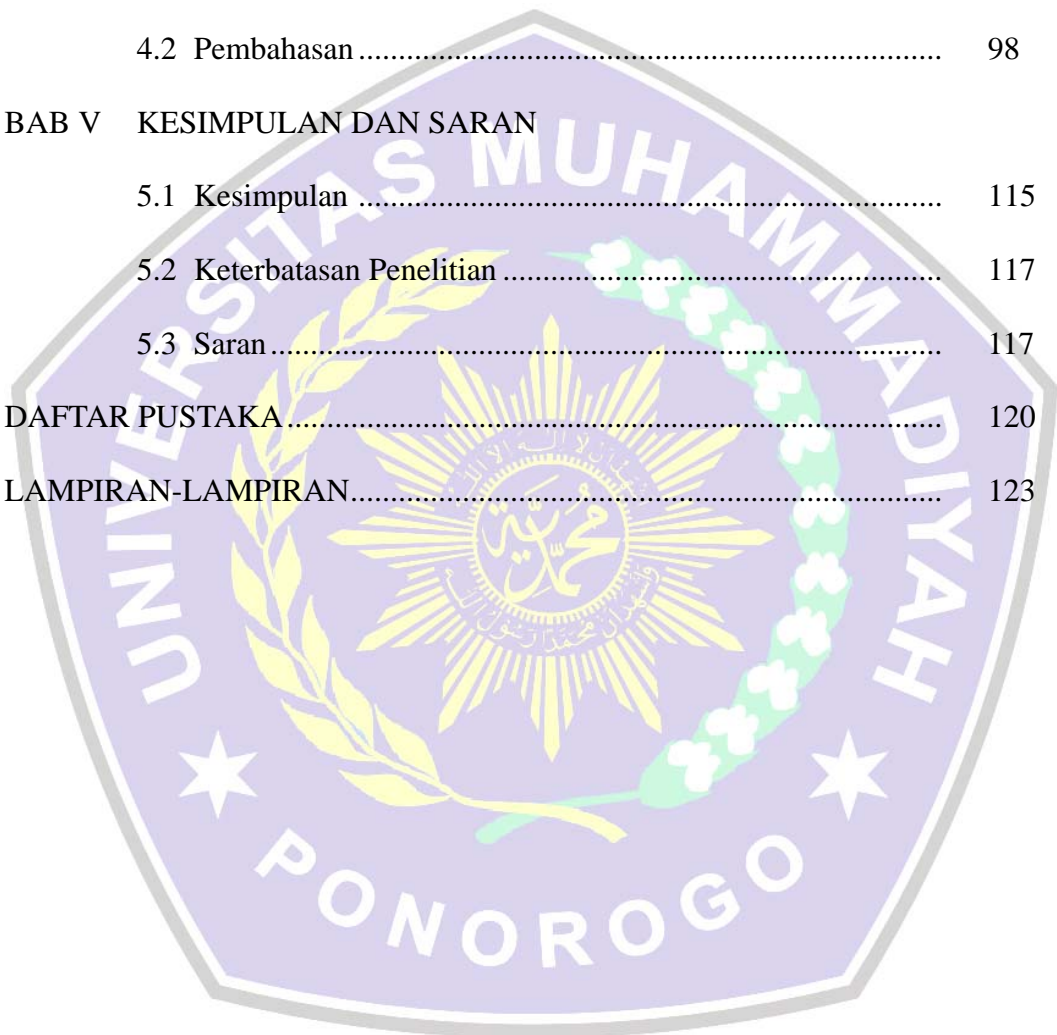 4.2 Pembahasan ........................................................................ 98
BAB V KESIMPULAN DAN SARAN
5.1 Kesimpulan ........................................................................ 115
5.2 Keterbatasan Penelitian ...................................................... 117
5.3 Saran .................................................................................. 117
DAFTAR PUSTAKA ................................................................................ 120
LAMPIRAN-LAMPIRAN........................................................................ 123
UNIVERSITAS MUHAMMADIYAH
PONOROGO
محمدية